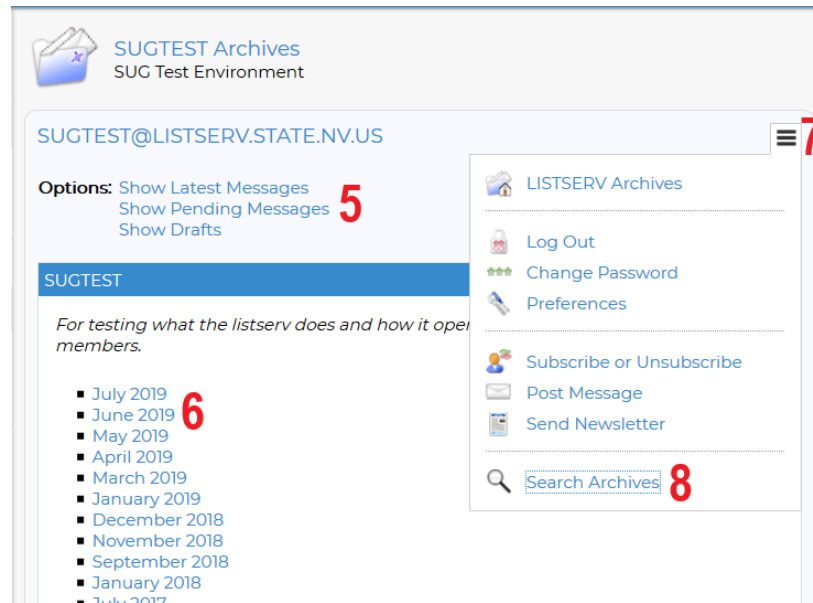 SUGTEST Archives
SUG Test Environment
SUGTEST@LISTSERV.STATE.NV.US
7
Options: Show Latest Messages
Show Pending Messages
5
Show Drafts
LISTSERV Archives
Log Out
Change Password
Preferences
Subscribe or Unsubscribe
Post Message
Send Newsletter
Search Archives 8
SUGTEST
For testing what the listserv does and how it oper
members.
July 2019
June 2019 6
May 2019
April 2019
March 2019
January 2019
December 2018
November 2018
September 2018
January 2018
July 2017